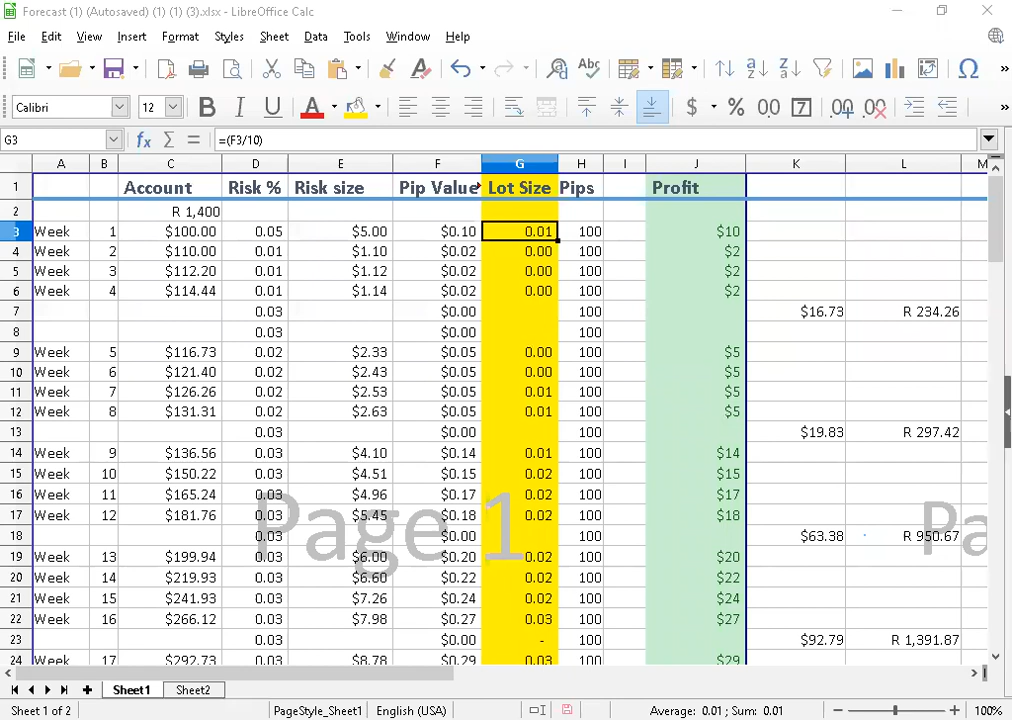 Forecast (1) (Autosaved) (1) (1) (3).xlsx - LibreOffice Calc
File Edit View Insert Format Styles Sheet Data Tools Window Help
Calibri 12 B I U A $ % 00 7 .00 00
G3 fx Σ = =(F3/10)
A B C D E F G H I J K L M
1 Account Risk % Risk size Pip Value Lot Size Pips Profit
2 R 1,400
3 Week 1 $100.00 0.05 $5.00 $0.10 0.01 100 $10
4 Week 2 $110.00 0.01 $1.10 $0.02 0.00 100 $2
5 Week 3 $112.20 0.01 $1.12 $0.02 0.00 100 $2
6 Week 4 $114.44 0.01 $1.14 $0.02 0.00 100 $2
7 0.03 $0.00 100 $16.73 R 234.26
8 0.03 $0.00 100
9 Week 5 $116.73 0.02 $2.33 $0.05 0.00 100 $5
10 Week 6 $121.40 0.02 $2.43 $0.05 0.00 100 $5
11 Week 7 $126.26 0.02 $2.53 $0.05 0.01 100 $5
12 Week 8 $131.31 0.02 $2.63 $0.05 0.01 100 $5
13 0.03 $0.00 100 $19.83 R 297.42
14 Week 9 $136.56 0.03 $4.10 $0.14 0.01 100 $14
15 Week 10 $150.22 0.03 $4.51 $0.15 0.02 100 $15
16 Week 11 $165.24 0.03 $4.96 $0.17 0.02 100 $17
17 Week 12 $181.76 0.03 $5.45 $0.18 0.02 100 $18
Page 1 Pa
18 0.03 $0.00 100 $63.38 R 950.67
19 Week 13 $199.94 0.03 $6.00 $0.20 0.02 100 $20
20 Week 14 $219.93 0.03 $6.60 $0.22 0.02 100 $22
21 Week 15 $241.93 0.03 $7.26 $0.24 0.02 100 $24
22 Week 16 $266.12 0.03 $7.98 $0.27 0.03 100 $27
23 0.03 $0.00 - 100 $92.79 R 1,391.87
24 Week 17 $292.73 0.03 $8.78 $0.29 0.03 100 $29
Sheet1 Sheet2
Sheet 1 of 2 PageStyle_Sheet1 English (USA) Average: 0.01; Sum: 0.01 100%